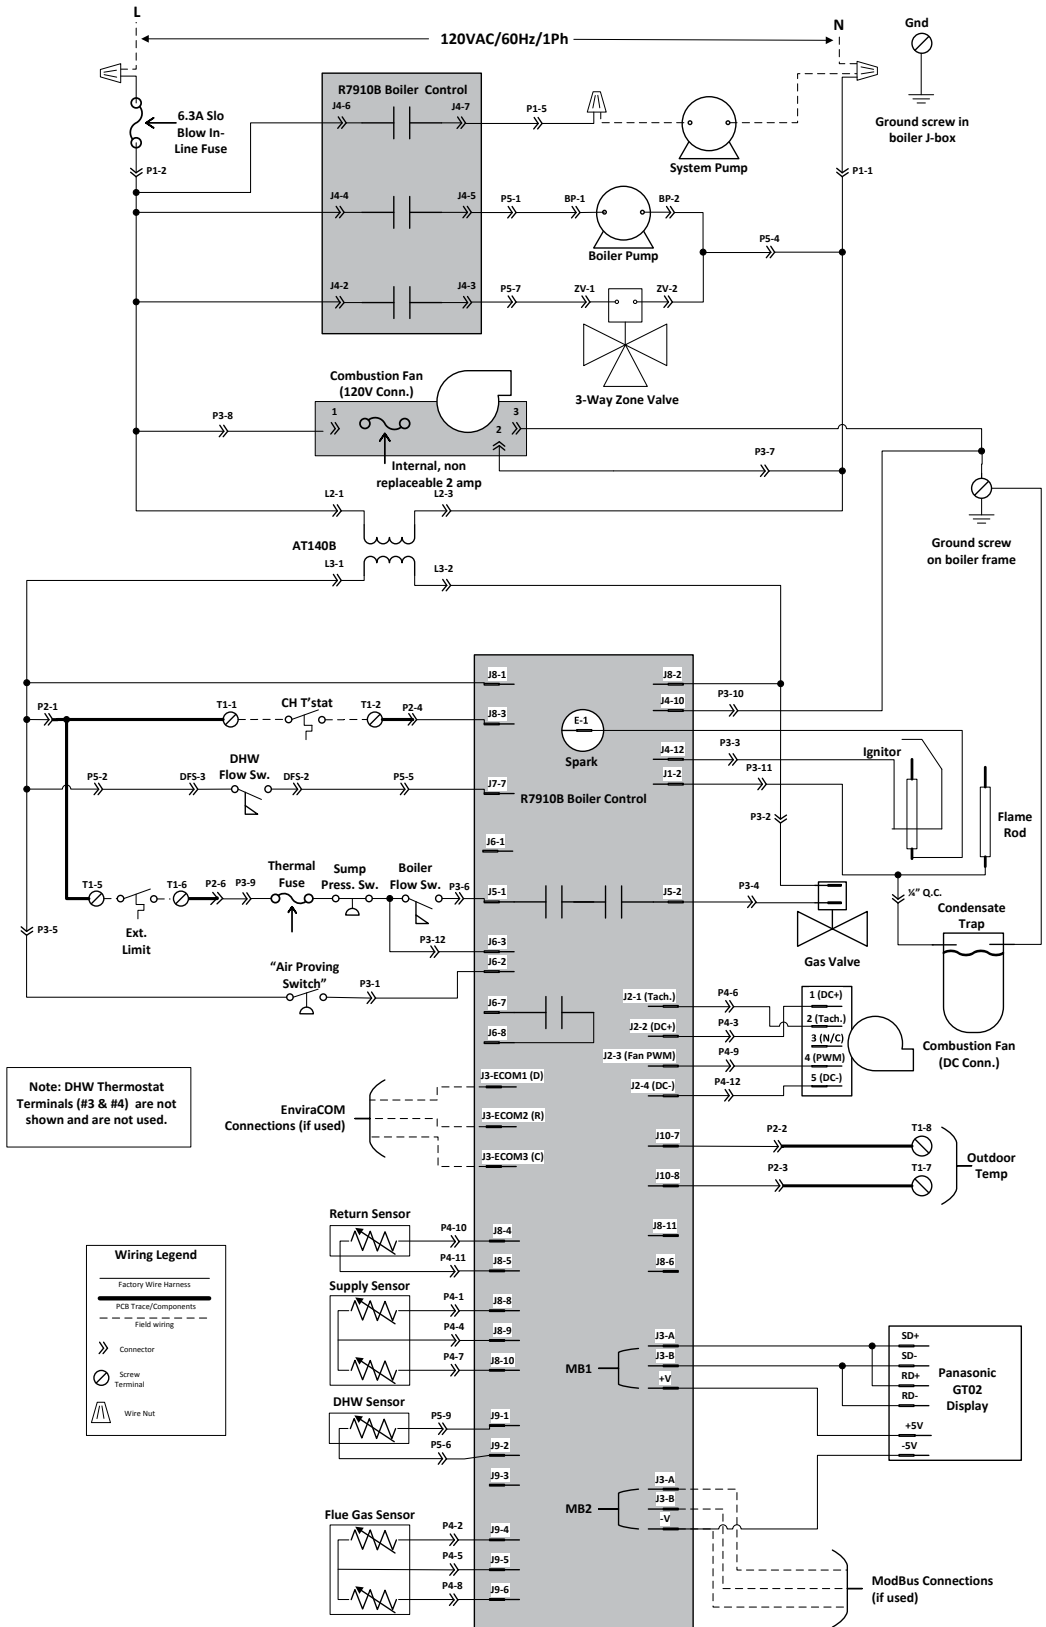 L
N
Gnd
120VAC/60Hz/1Ph
R7910B Boiler Control
J4-6
J4-7
P1-5
6.3A Slo
Blow In-
Line Fuse
Ground screw in
boiler J-box
System Pump
P1-2
P1-1
J4-4
J4-5
P5-1
BP-1
BP-2
P5-4
Boiler Pump
J4-2
J4-3
P5-7
ZV-1
ZV-2
3-Way Zone Valve
Combustion Fan
(120V Conn.)
P3-8
1
3
2
P3-7
Internal, non
replaceable 2 amp
L2-1
L2-3
AT140B
L3-1
L3-2
Ground screw
on boiler frame
J8-1
J8-2
P2-1
T1-1
CH T'stat
T1-2
P2-4
J8-3
J4-10
P3-10
E-1
Spark
J4-12
P3-3
Ignitor
DHW
Flow Sw.
P5-2
DFS-3
DFS-2
P5-5
J7-7
J1-2
P3-11
R7910B Boiler Control
P3-2
Flame
Rod
J6-1
T1-5
T1-6
P2-6
P3-9
Thermal
Fuse
Sump
Press. Sw.
Boiler
Flow Sw.
P3-6
J5-1
J5-2
P3-4
¼” Q.C.
Condensate
Trap
Ext.
Limit
P3-5
P3-12
J6-3
J6-2
Gas Valve
“Air Proving
Switch”
P3-1
J6-7
J6-8
J2-1 (Tach.)
P4-6
1 (DC+)
2 (Tach.)
J2-2 (DC+)
P4-3
3 (N/C)
J2-3 (Fan PWM)
P4-9
4 (PWM)
J2-4 (DC-)
P4-12
5 (DC-)
Combustion Fan
(DC Conn.)
Note: DHW Thermostat
Terminals (#3 & #4) are not
shown and are not used.
EnviraCOM
Connections (if used)
J3-ECOM1 (D)
J3-ECOM2 (R)
J3-ECOM3 (C)
J10-7
P2-2
T1-8
J10-8
P2-3
T1-7
Outdoor
Temp
Return Sensor
P4-10
J8-4
P4-11
J8-5
J8-11
J8-6
Wiring Legend
Factory Wire Harness
PCB Trace/Components
Field wiring
Connector
Screw
Terminal
Wire Nut
Supply Sensor
P4-1
J8-8
P4-4
J8-9
P4-7
J8-10
MB1
J3-A
J3-B
+V
SD+
SD-
RD+
RD-
+5V
-5V
Panasonic
GT02
Display
DHW Sensor
P5-9
J9-1
P5-6
J9-2
J9-3
MB2
J3-A
J3-B
-V
Flue Gas Sensor
P4-2
J9-4
P4-5
J9-5
P4-8
J9-6
ModBus Connections
(if used)